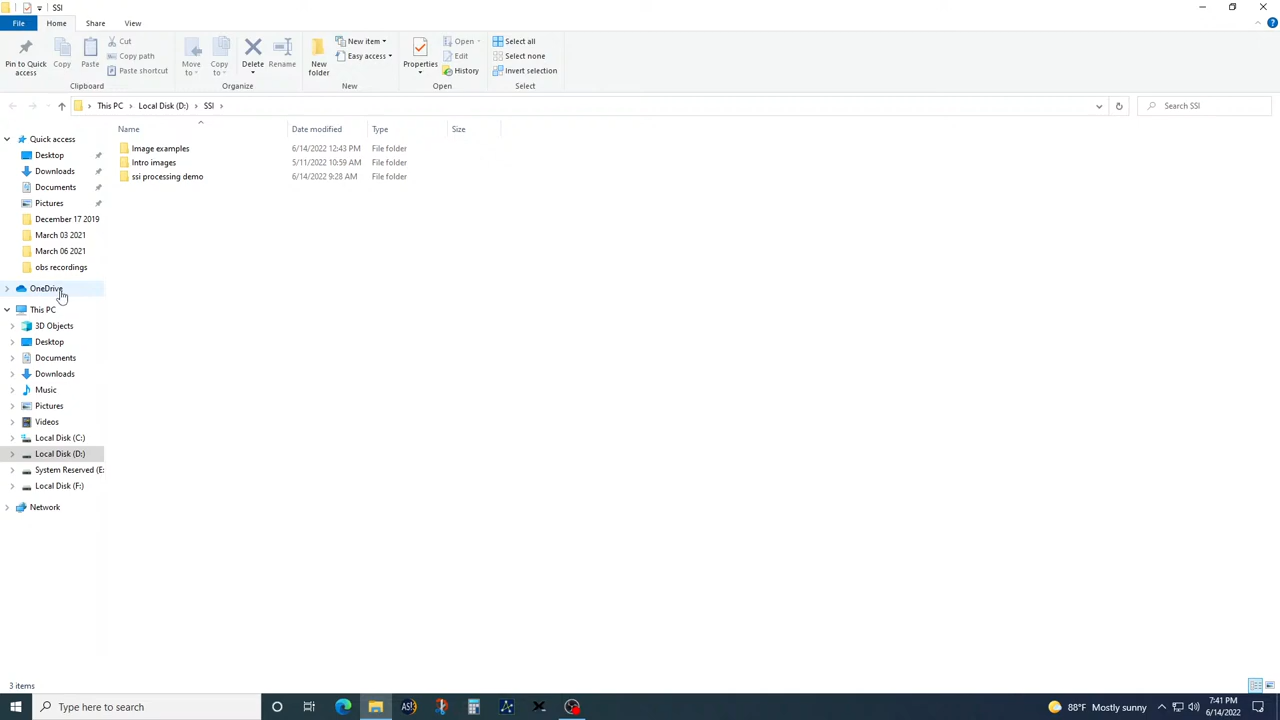 SSI
File Home Share View
Pin to Quick access
Copy
Paste
Cut
Copy path
Paste shortcut
Clipboard
Move to
Copy to
Delete
Rename
Organize
New folder
New item
Easy access
New
Properties
Open
Edit
History
Open
Select all
Select none
Invert selection
Select
This PC Local Disk (D:) SSI
Search SSI
Name Date modified Type Size
Image examples 6/14/2022 12:43 PM File folder
Intro images 5/11/2022 10:59 AM File folder
ssi processing demo 6/14/2022 9:28 AM File folder
Quick access
Desktop
Downloads
Documents
Pictures
December 17 2019
March 03 2021
March 06 2021
obs recordings
OneDrive
This PC
3D Objects
Desktop
Documents
Downloads
Music
Pictures
Videos
Local Disk (C:)
Local Disk (D:)
System Reserved (E:
Local Disk (F:)
Network
3 items
Type here to search
AS!
88°F Mostly sunny
7:41 PM
6/14/2022